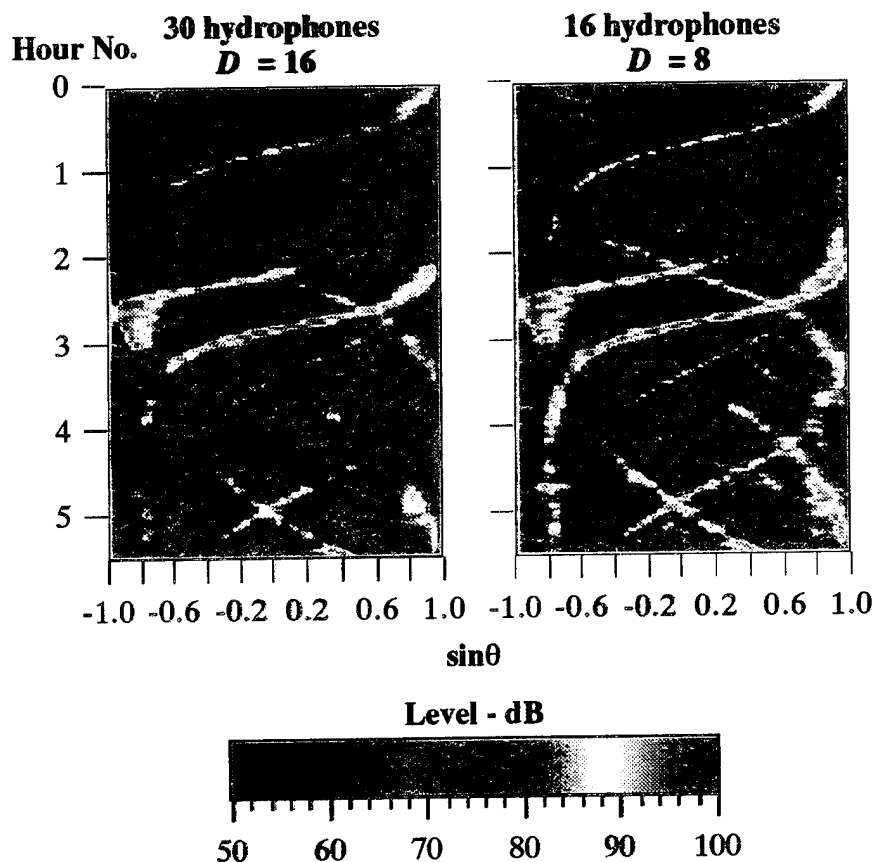 30 hydrophones
D = 16
16 hydrophones
D = 8
Hour No.
0
1
2
3
4
5
-1.0 -0.6 -0.2 0.2 0.6 1.0
-1.0 -0.6 -0.2 0.2 0.6 1.0
sinθ
Level - dB
50 60 70 80 90 100